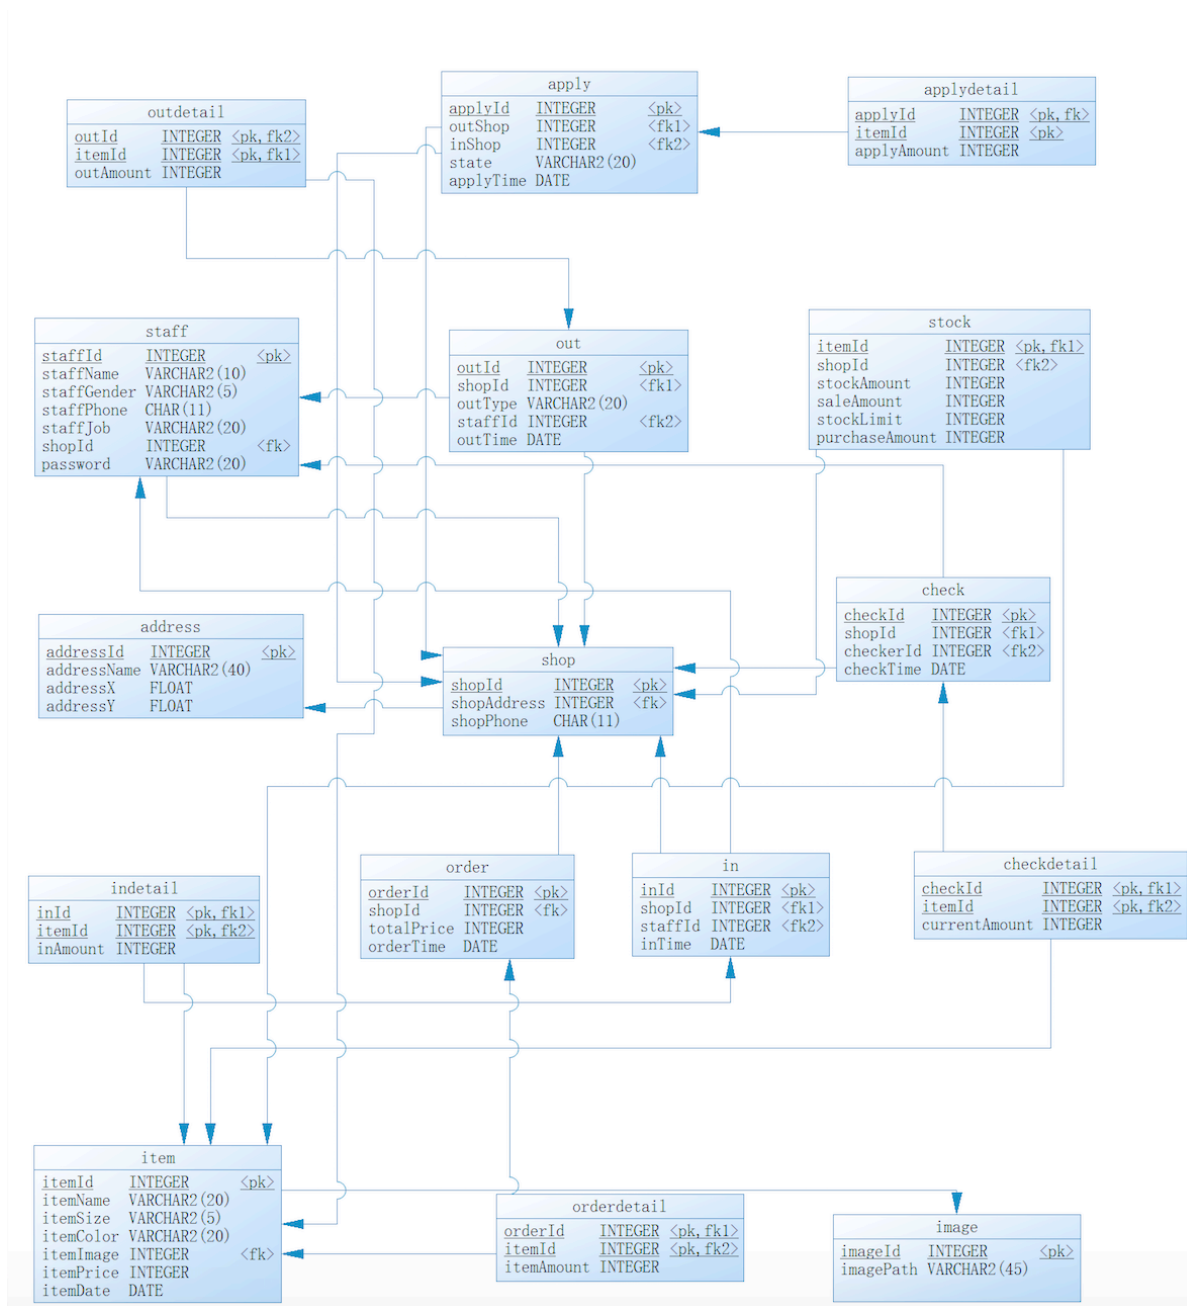 apply
applyId INTEGER <pk>
outShop INTEGER <fk1>
inShop INTEGER <fk2>
state VARCHAR2(20)
applyTime DATE
applydetail
applyId INTEGER <pk, fk>
itemId INTEGER <pk>
applyAmount INTEGER
outdetail
outId INTEGER <pk, fk2>
itemId INTEGER <pk, fk1>
outAmount INTEGER
staff
staffId INTEGER <pk>
staffName VARCHAR2(10)
staffGender VARCHAR2(5)
staffPhone CHAR(11)
staffJob VARCHAR2(20)
shopId INTEGER <fk>
password VARCHAR2(20)
out
outId INTEGER <pk>
shopId INTEGER <fk1>
outType VARCHAR2(20)
staffId INTEGER <fk2>
outTime DATE
stock
itemId INTEGER <pk, fk1>
shopId INTEGER <fk2>
stockAmount INTEGER
saleAmount INTEGER
stockLimit INTEGER
purchaseAmount INTEGER
check
checkId INTEGER <pk>
shopId INTEGER <fk1>
checkerId INTEGER <fk2>
checkTime DATE
address
addressId INTEGER <pk>
addressName VARCHAR2(40)
addressX FLOAT
addressY FLOAT
shop
shopId INTEGER <pk>
shopAddress INTEGER <fk>
shopPhone CHAR(11)
order
orderId INTEGER <pk>
shopId INTEGER <fk>
totalPrice INTEGER
orderTime DATE
in
inId INTEGER <pk>
shopId INTEGER <fk1>
staffId INTEGER <fk2>
inTime DATE
checkdetail
checkId INTEGER <pk, fk1>
itemId INTEGER <pk, fk2>
currentAmount INTEGER
indetail
inId INTEGER <pk, fk1>
itemId INTEGER <pk, fk2>
inAmount INTEGER
item
itemId INTEGER <pk>
itemName VARCHAR2(20)
itemSize VARCHAR2(5)
itemColor VARCHAR2(20)
itemImage INTEGER <fk>
itemPrice INTEGER
itemDate DATE
orderdetail
orderId INTEGER <pk, fk1>
itemId INTEGER <pk, fk2>
itemAmount INTEGER
image
imageId INTEGER <pk>
imagePath VARCHAR2(45)